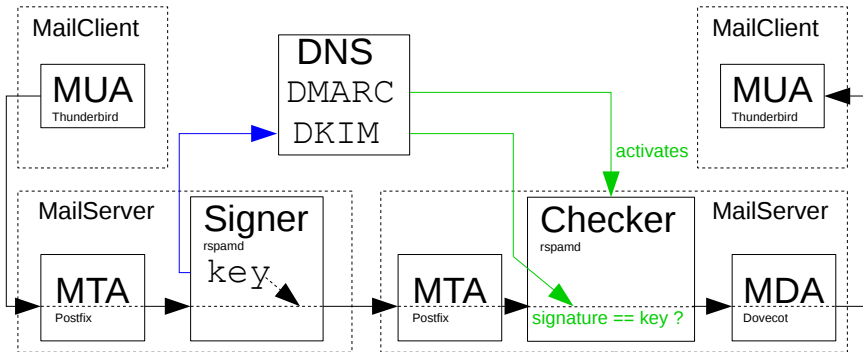 MailClient
MUA
Thunderbird
DNS
DMARC
DKIM
MailClient
MUA
Thunderbird
activates
MailServer
Signer
rspamd
key
MTA
Postfix
MailServer
Checker
rspamd
MTA
Postfix
signature == key ?
MDA
Dovecot